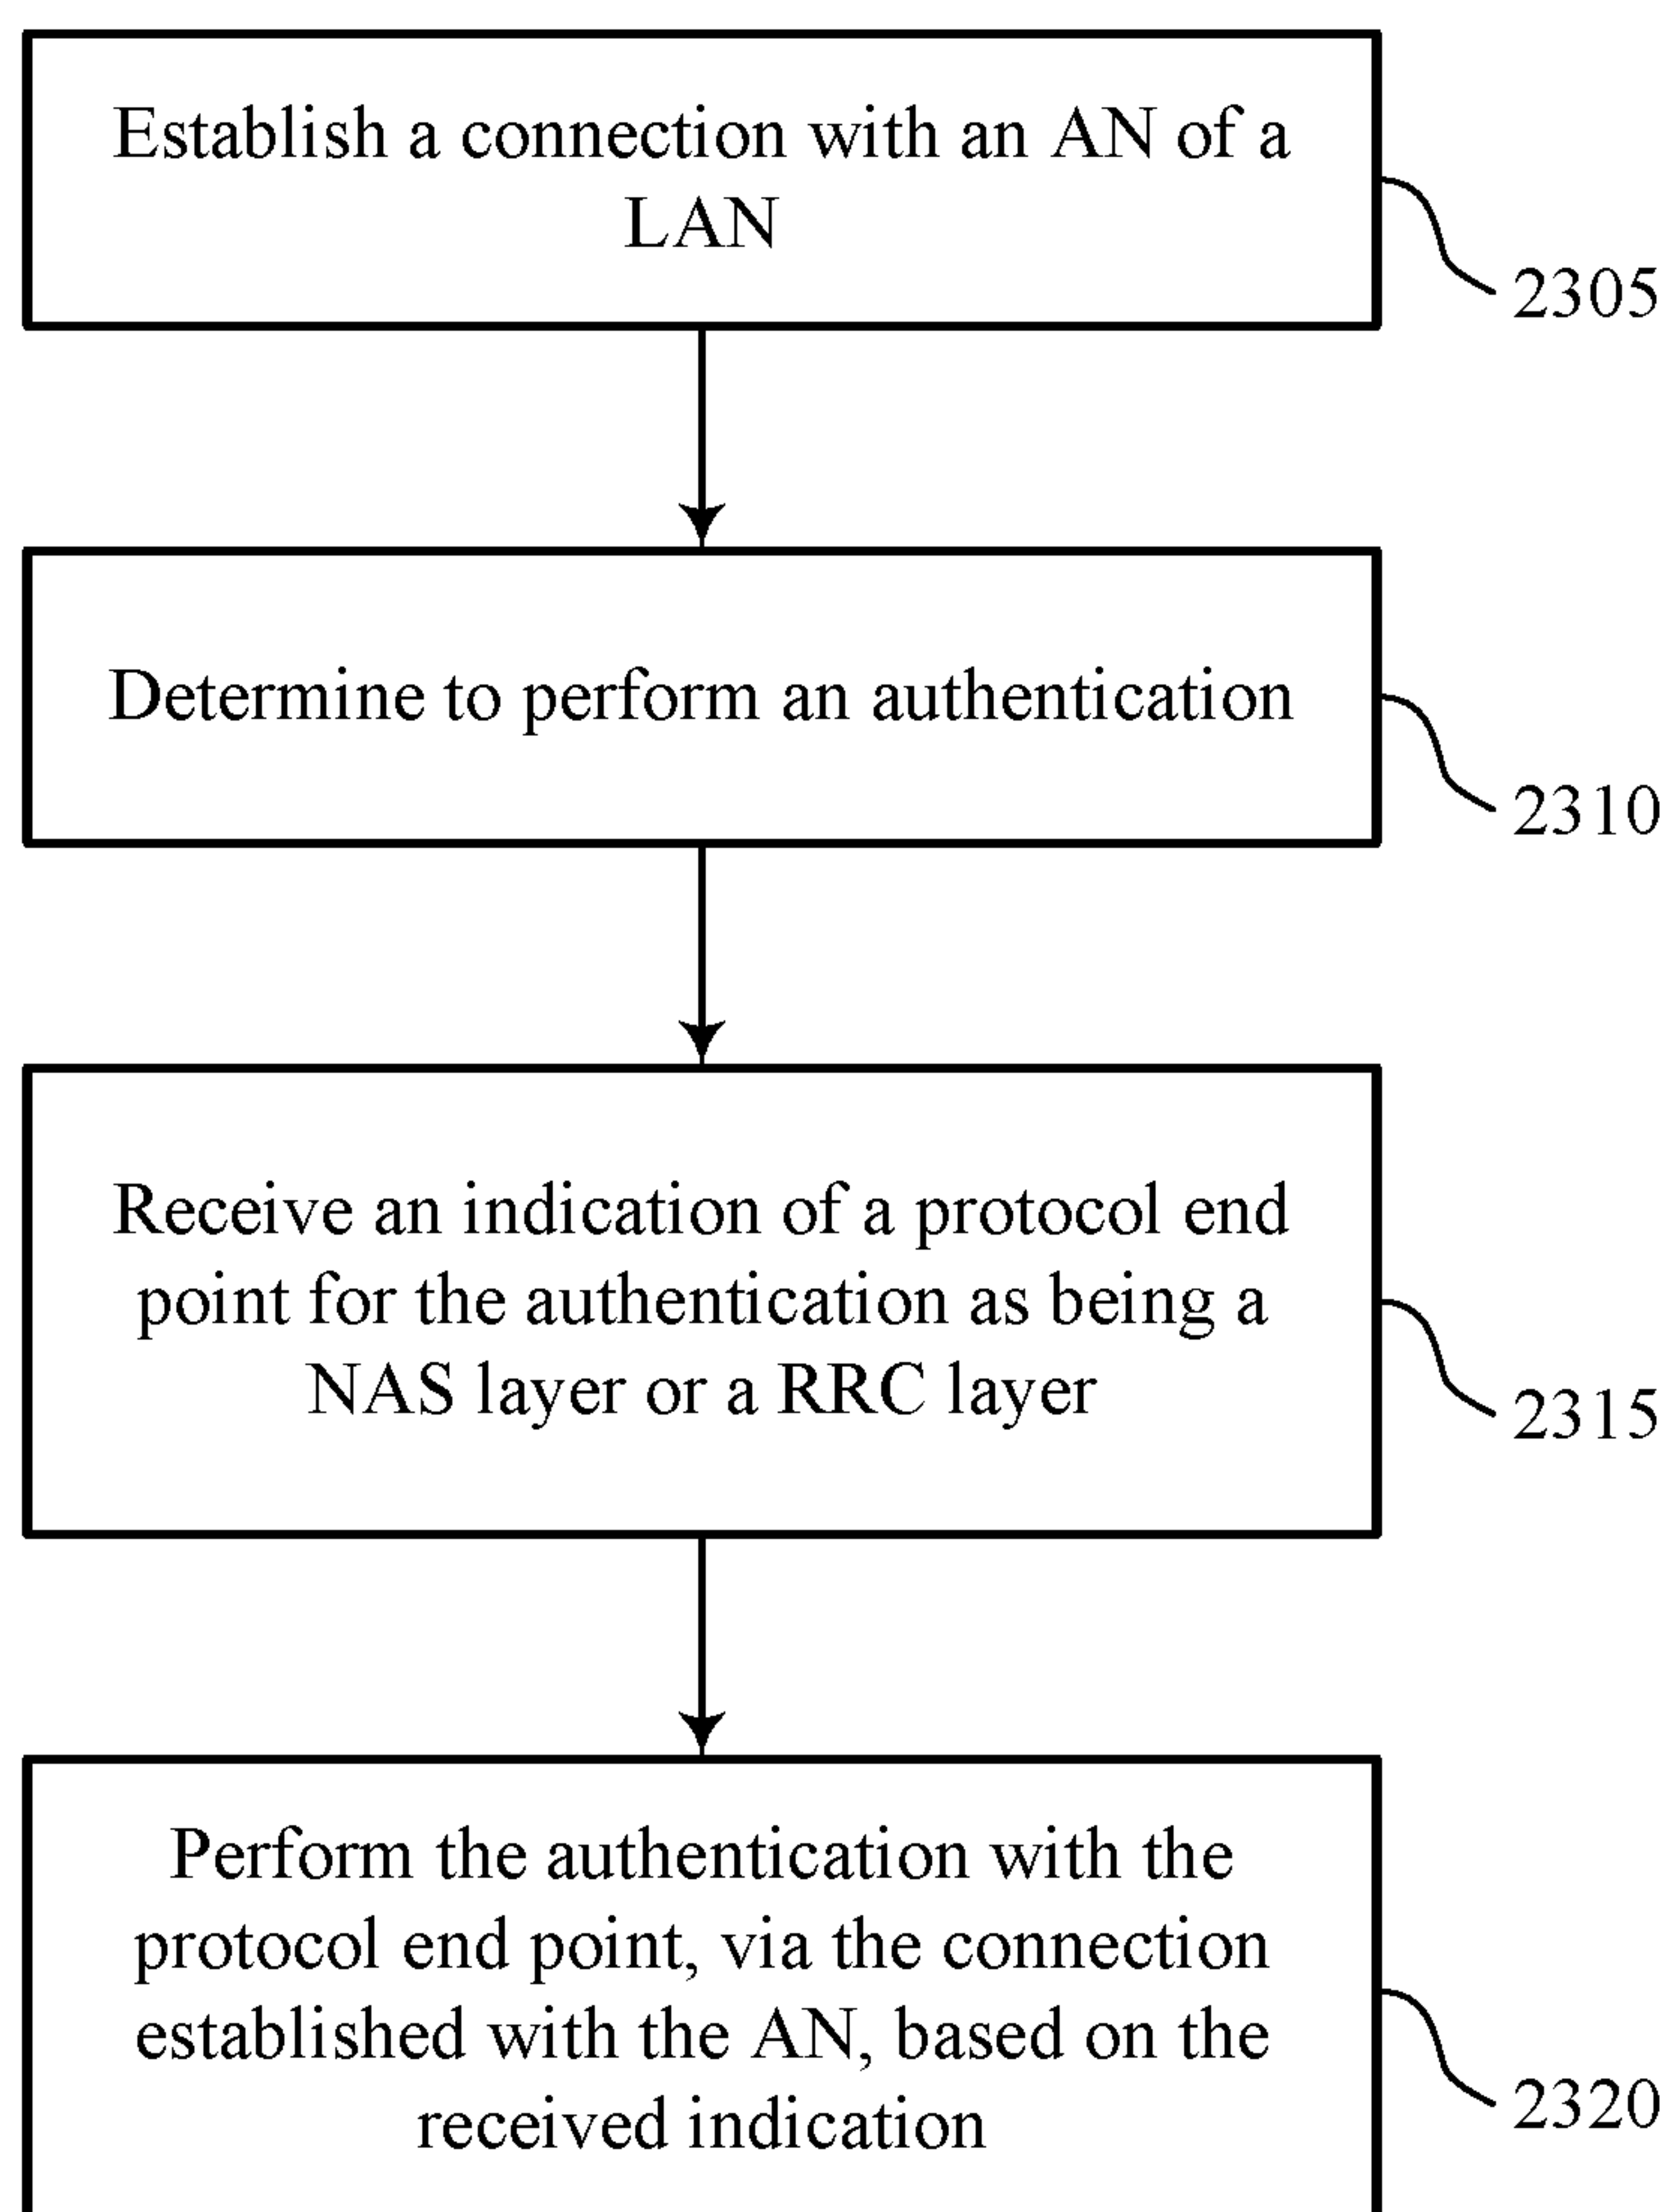 Establish a connection with an AN of a
LAN
2305
Determine to perform an authentication
2310
Receive an indication of a protocol end
point for the authentication as being a
NAS layer or a RRC layer
2315
Perform the authentication with the
protocol end point, via the connection
established with the AN, based on the
received indication
2320